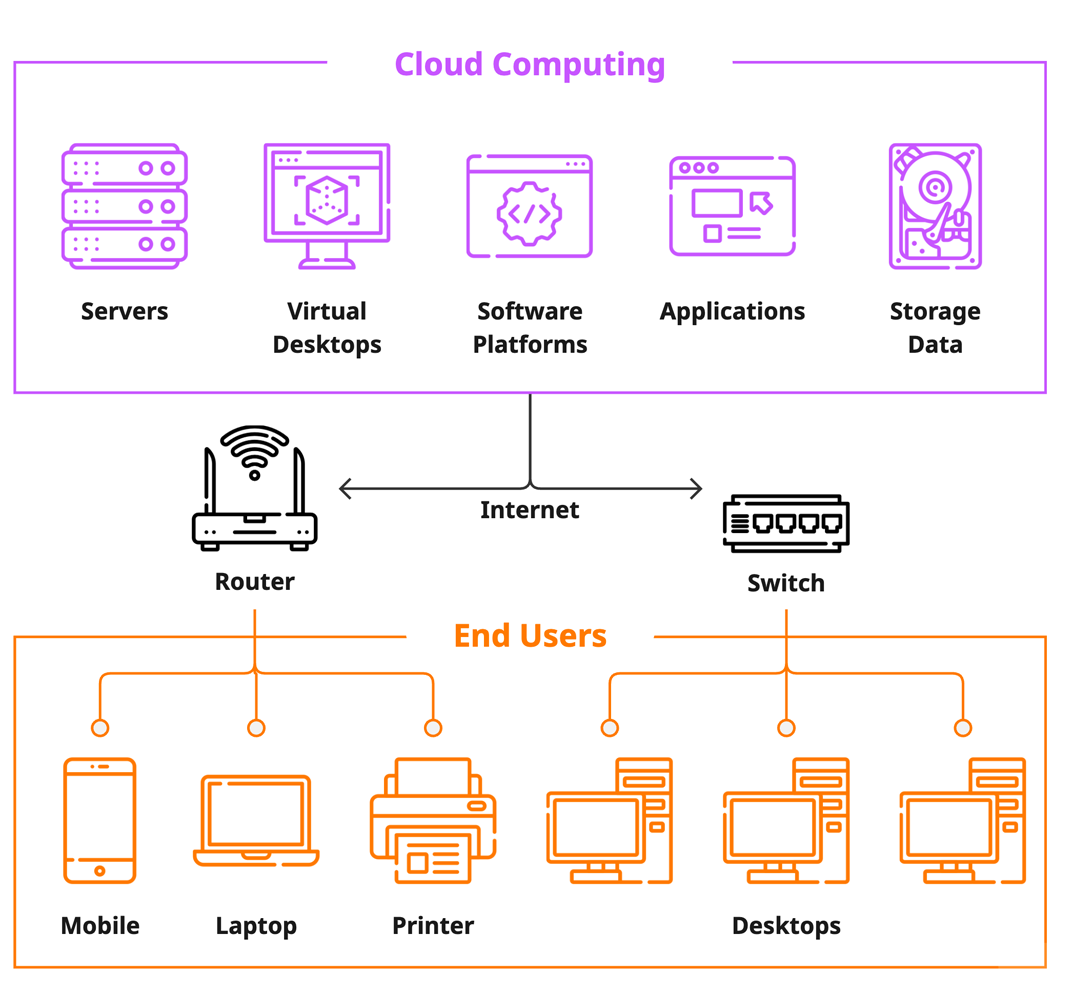 Cloud Computing
Servers
Virtual
Desktops
Software
Platforms
Applications
Storage
Data
Internet
Router
Switch
End Users
Mobile
Laptop
Printer
Desktops